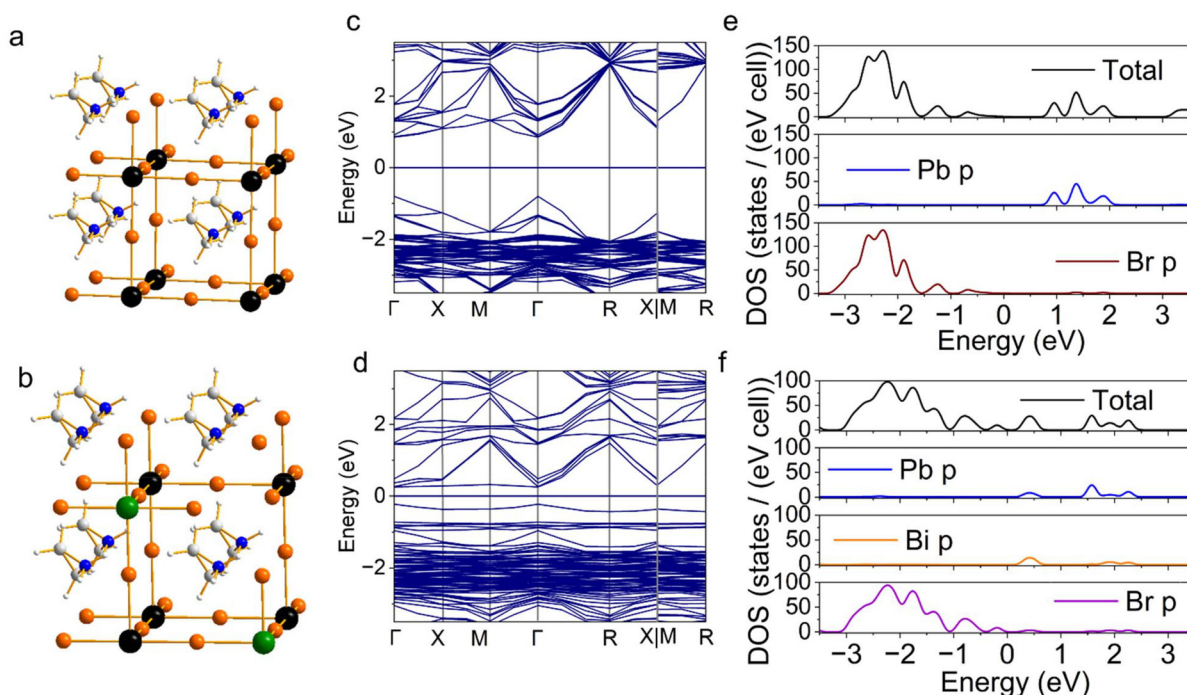 a
c
Energy (eV)
2
0
−2
Γ X M Γ R X|M R
e
DOS (states / (eV cell))
150
100
50
0
Total
150
100
50
0
Pb p
150
100
50
0
Br p
−3 −2 −1 0 1 2 3
Energy (eV)
b
d
Energy (eV)
2
0
−2
Γ X M Γ R X|M R
f
DOS (states / (eV cell))
100
50
0
Total
100
50
0
Pb p
100
50
0
Bi p
100
50
0
Br p
−3 −2 −1 0 1 2 3
Energy (eV)